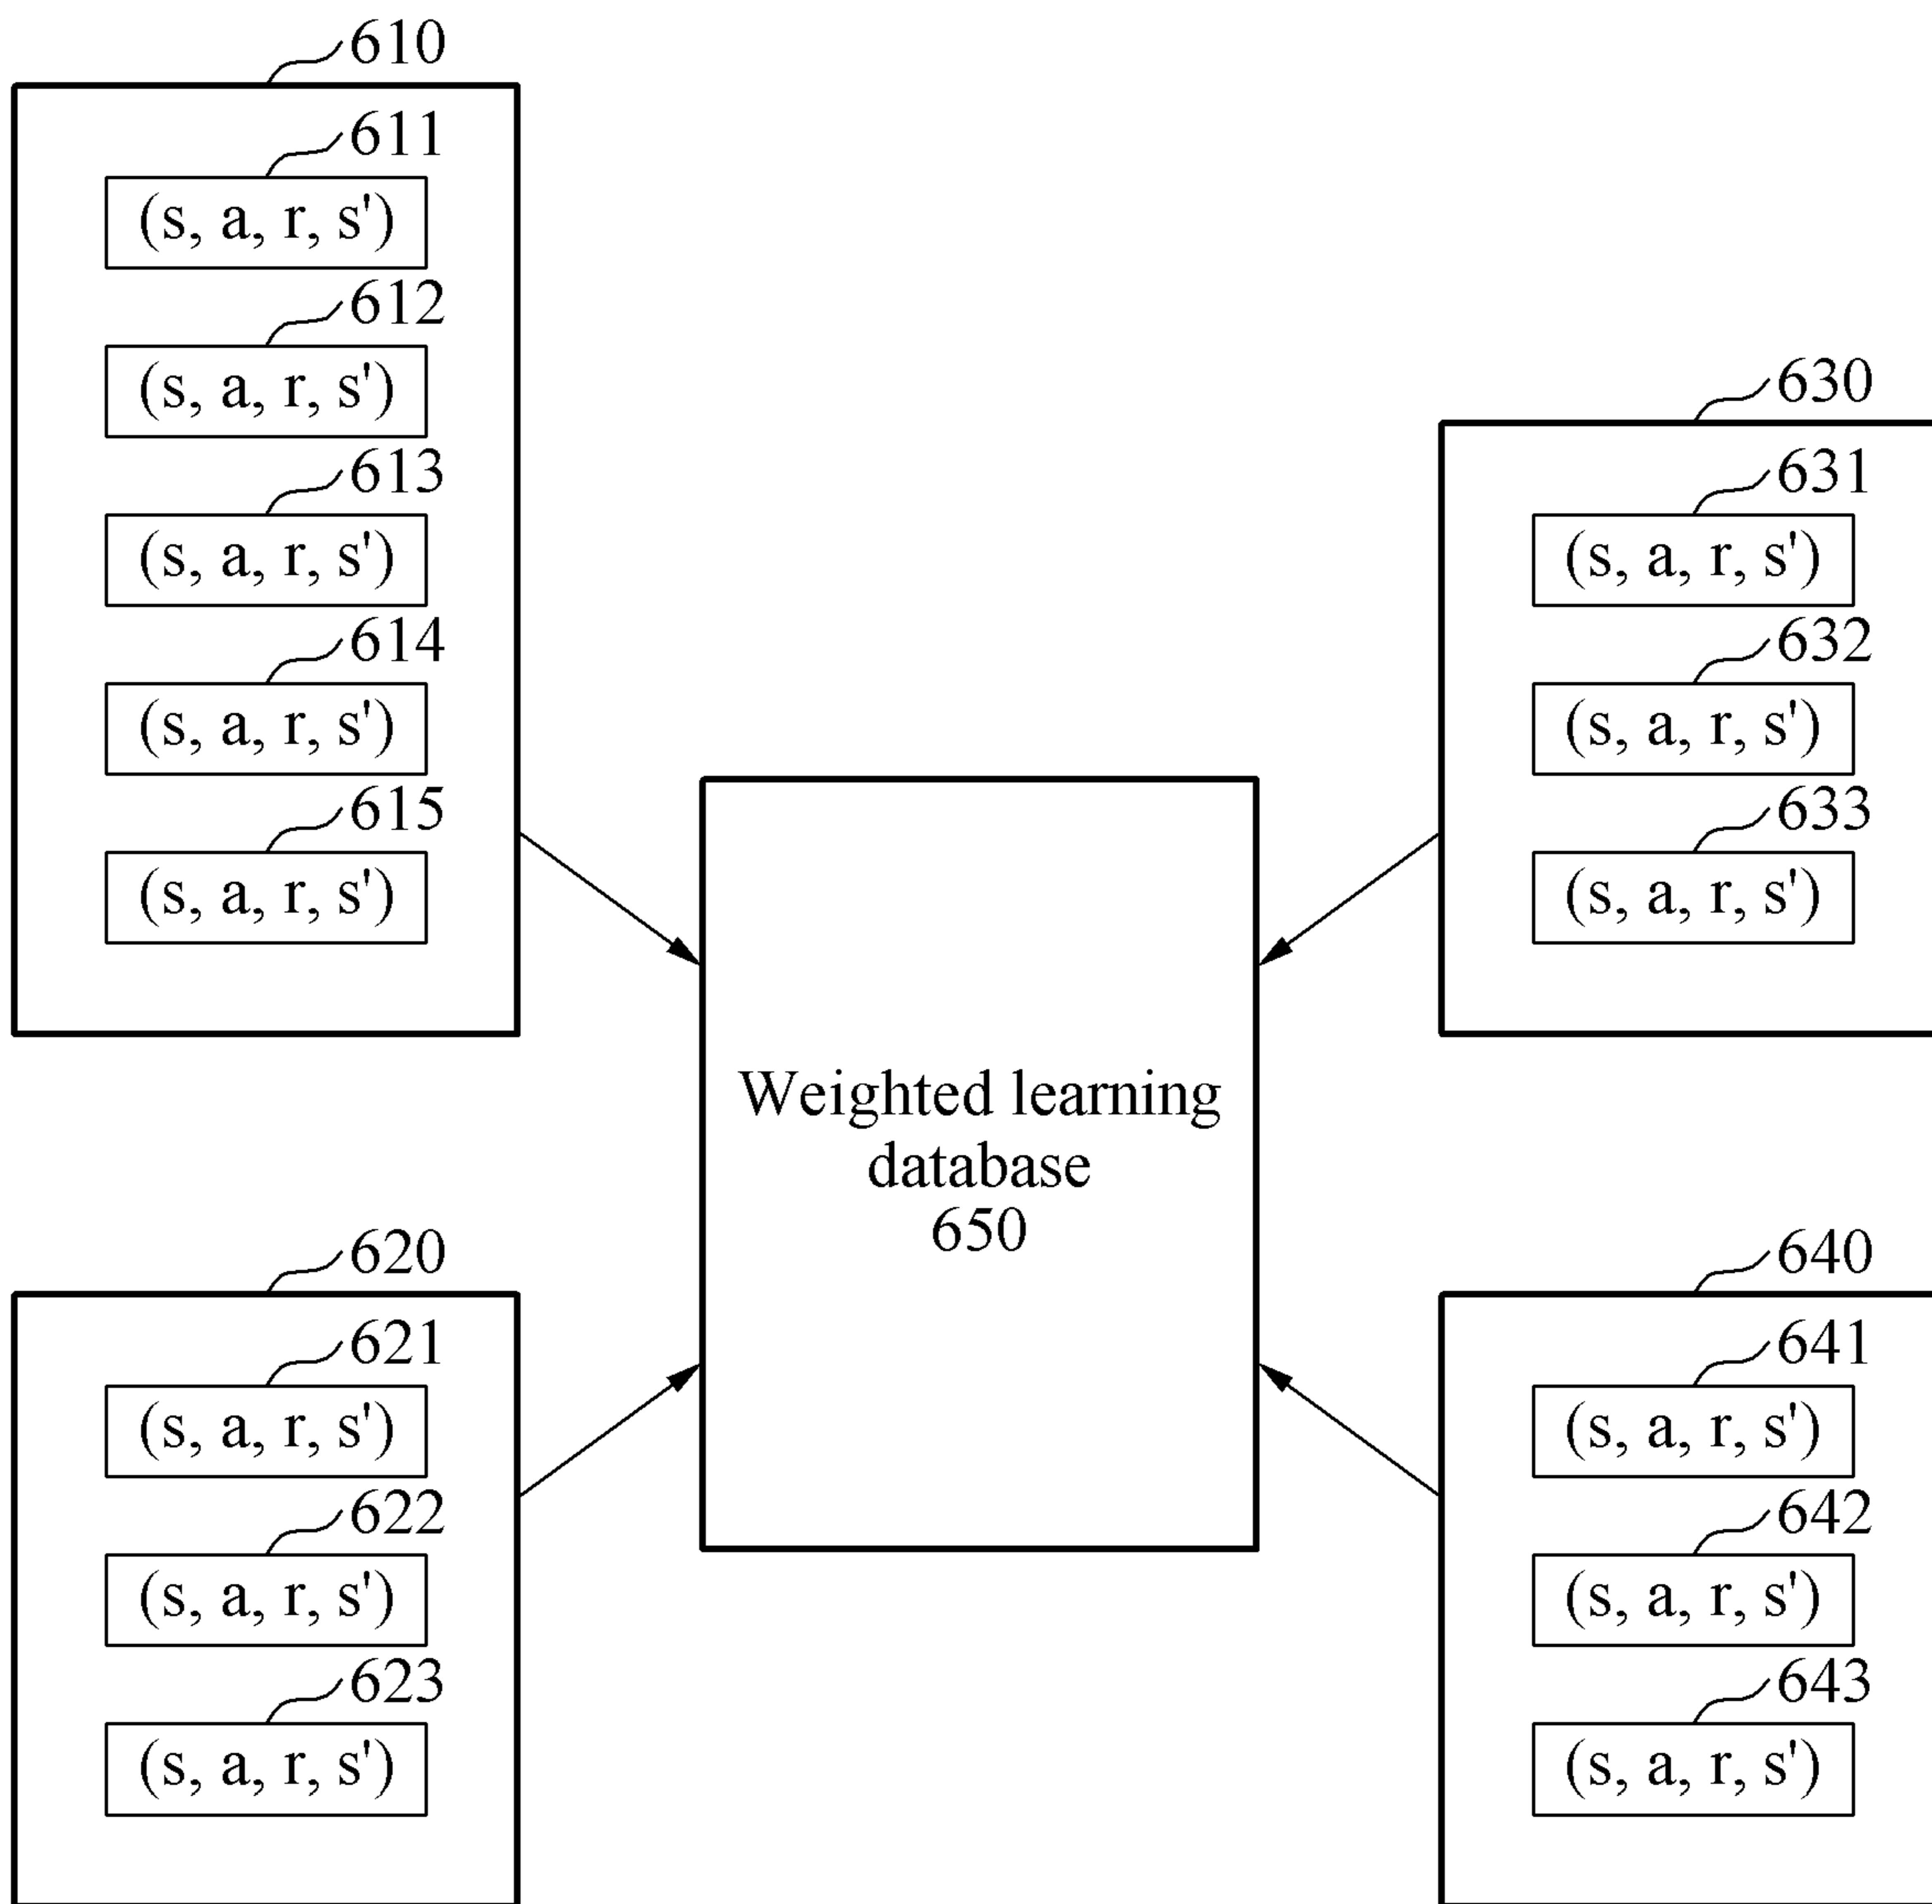 610
611
(s, a, r, s')
612
(s, a, r, s')
613
(s, a, r, s')
614
(s, a, r, s')
615
(s, a, r, s')
630
631
(s, a, r, s')
632
(s, a, r, s')
633
(s, a, r, s')
Weighted learning
database
650
620
621
(s, a, r, s')
622
(s, a, r, s')
623
(s, a, r, s')
640
641
(s, a, r, s')
642
(s, a, r, s')
643
(s, a, r, s')